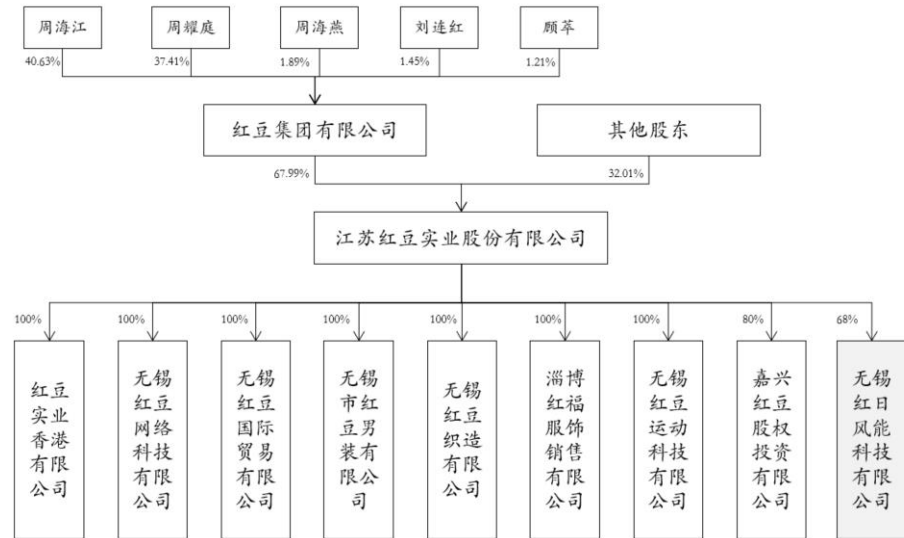 周海江
周耀庭
周海燕
刘连红
顾萃
40.63%
37.41%
1.89%
1.45%
1.21%
红豆集团有限公司
其他股东
67.99%
32.01%
江苏红豆实业股份有限公司
100%
100%
100%
100%
100%
100%
100%
80%
68%
红豆
实业
香港
有限
公司
无锡
红豆
网络
科技
有限
公司
无锡
红豆
国际
贸易
有限
公司
无锡
市红
豆男
装有
限公
司
无锡
红豆
织造
有限
公司
淄博
红福
服饰
销售
有限
公司
无锡
红豆
运动
科技
有限
公司
嘉兴
红豆
股权
投资
有限
公司
无锡
红日
风能
科技
有限
公司